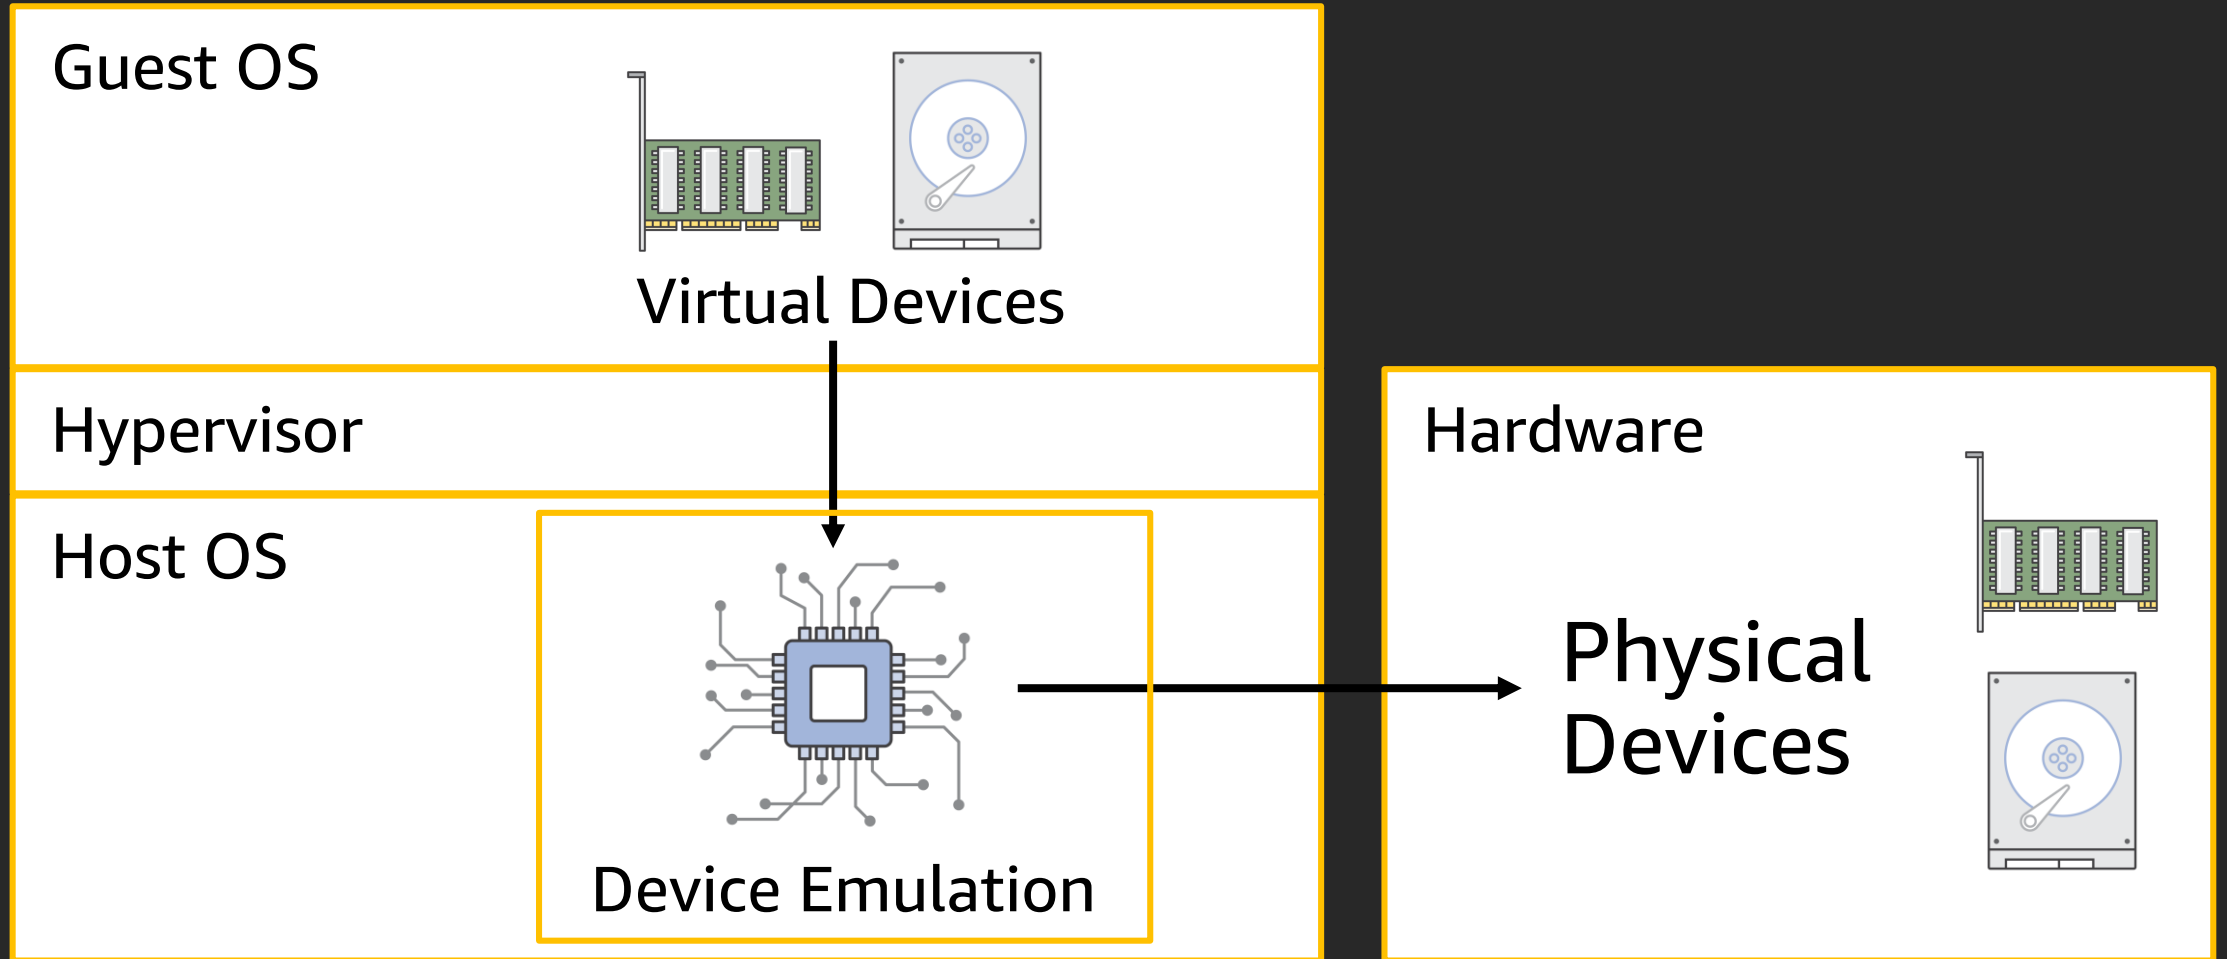 Guest OS
Virtual Devices
Hypervisor
Host OS
Device Emulation
Hardware
Physical
Devices